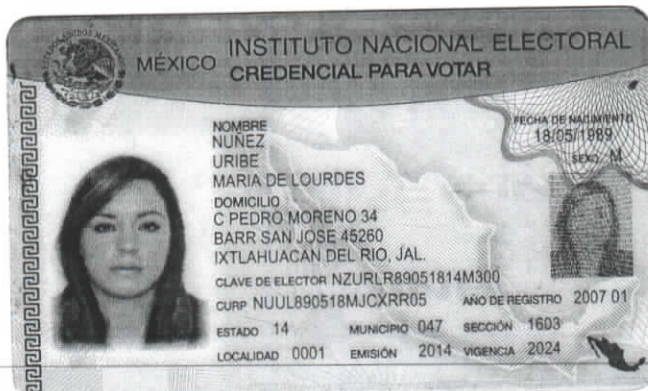 MÉXICO INSTITUTO NACIONAL ELECTORAL
CREDENCIAL PARA VOTAR
NOMBRE
NUÑEZ
URIBE
MARIA DE LOURDES
FECHA DE NACIMIENTO
18/05/1989
SEXO M
DOMICILIO
C PEDRO MORENO 34
BARR SAN JOSE 45260
IXTLAHUACAN DEL RIO, JAL.
CLAVE DE ELECTOR NZURLR89051814M300
CURP NUUL890518MJCXRR05 AÑO DE REGISTRO 2007 01
ESTADO 14 MUNICIPIO 047 SECCIÓN 1603
LOCALIDAD 0001 EMISIÓN 2014 VIGENCIA 2024